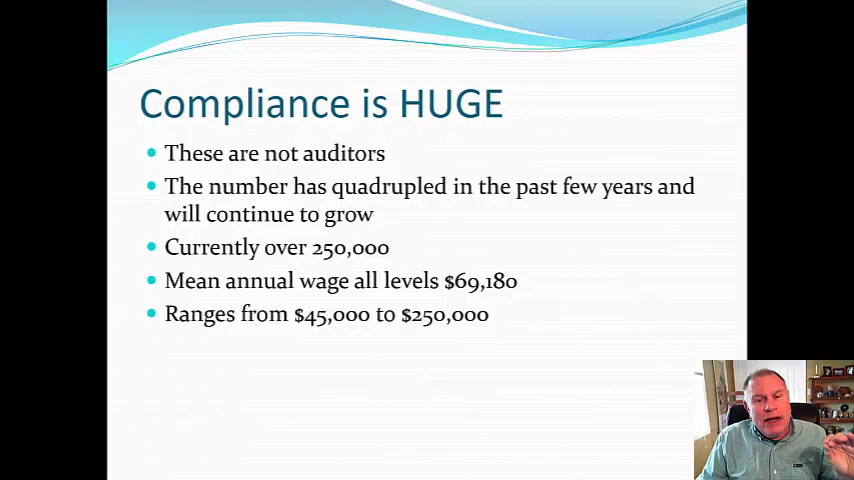 Compliance is HUGE
These are not auditors
The number has quadrupled in the past few years and
will continue to grow
Currently over 250,000
Mean annual wage all levels $69,180
Ranges from $45,000 to $250,000